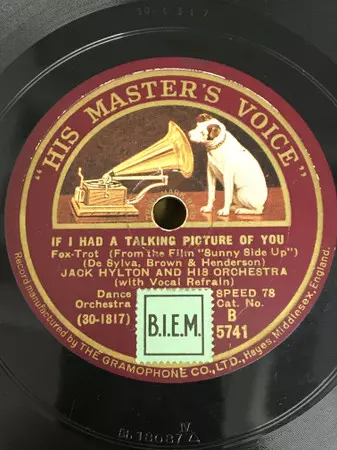 "HIS MASTER'S VOICE"
IF I HAD A TALKING PICTURE OF YOU
Fox-Trot (From the Film "Sunny Side Up")
(De Sylva, Brown & Henderson)
JACK HYLTON AND HIS ORCHESTRA
(with Vocal Refrain)
Dance Orchestra
SPEED 78
Cat. No.
(30-1817)
B.I.E.M.
B 5741
Record manufactured by THE GRAMOPHONE CO., LTD., Hayes, Middlesex, England.